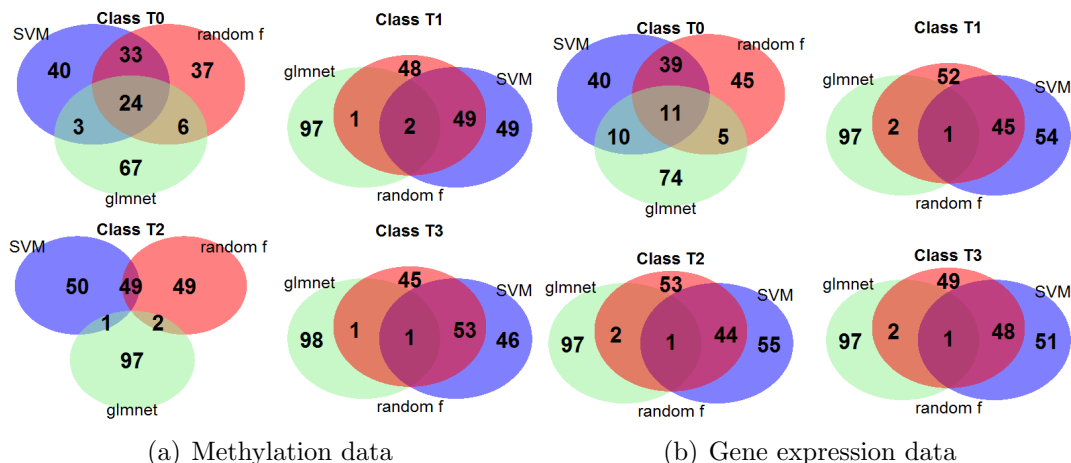 Class T0
SVM
random f
40
33
37
24
3
6
67
glmnet
Class T1
glmnet
48
SVM
97
1
2
49
49
random f
Class T2
SVM
random f
50
49
49
1
2
97
glmnet
Class T3
glmnet
45
SVM
98
1
1
53
46
random f
(a) Methylation data
Class T0
SVM
random f
40
39
45
11
10
5
74
glmnet
Class T1
glmnet
52
SVM
97
2
1
45
54
random f
Class T2
glmnet
53
SVM
97
2
1
44
55
random f
Class T3
glmnet
49
SVM
97
2
1
48
51
random f
(b) Gene expression data